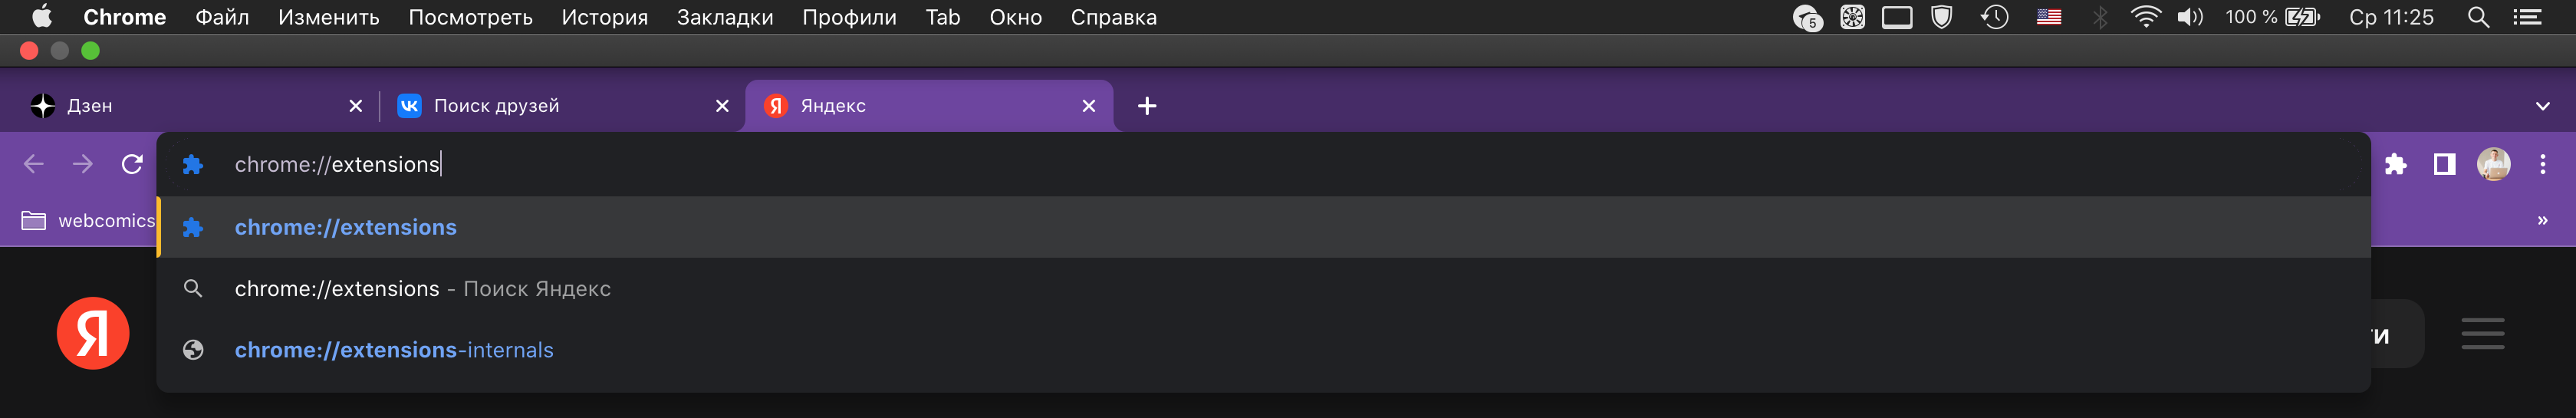 Chrome Файл Изменить Посмотреть История Закладки Профили Tab Окно Справка 5 100 % Ср 11:25
Дзен Поиск друзей Яндекс
chrome://extensions
webcomics chrome://extensions »
chrome://extensions - Поиск Яндекс
Я ти
chrome://extensions-internals